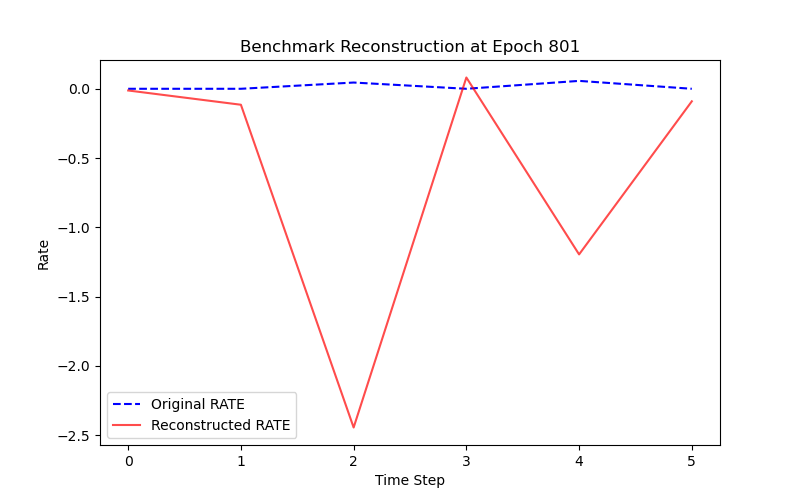 Benchmark Reconstruction at Epoch 801
Rate
0.0
−0.5
−1.0
−1.5
−2.0
−2.5
Original RATE
Reconstructed RATE
0 1 2 3 4 5
Time Step